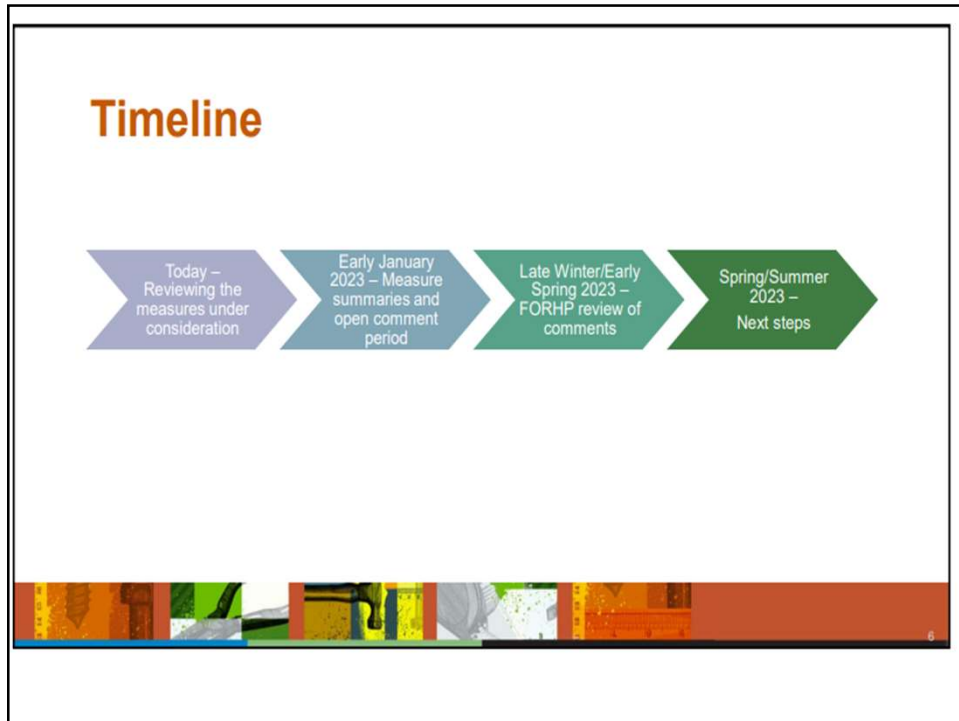 Timeline
Today –
Reviewing the
measures under
consideration
Early January
2023 – Measure
summaries and
open comment
period
Late Winter/Early
Spring 2023 –
FORHP review of
comments
Spring/Summer
2023 –
Next steps
6